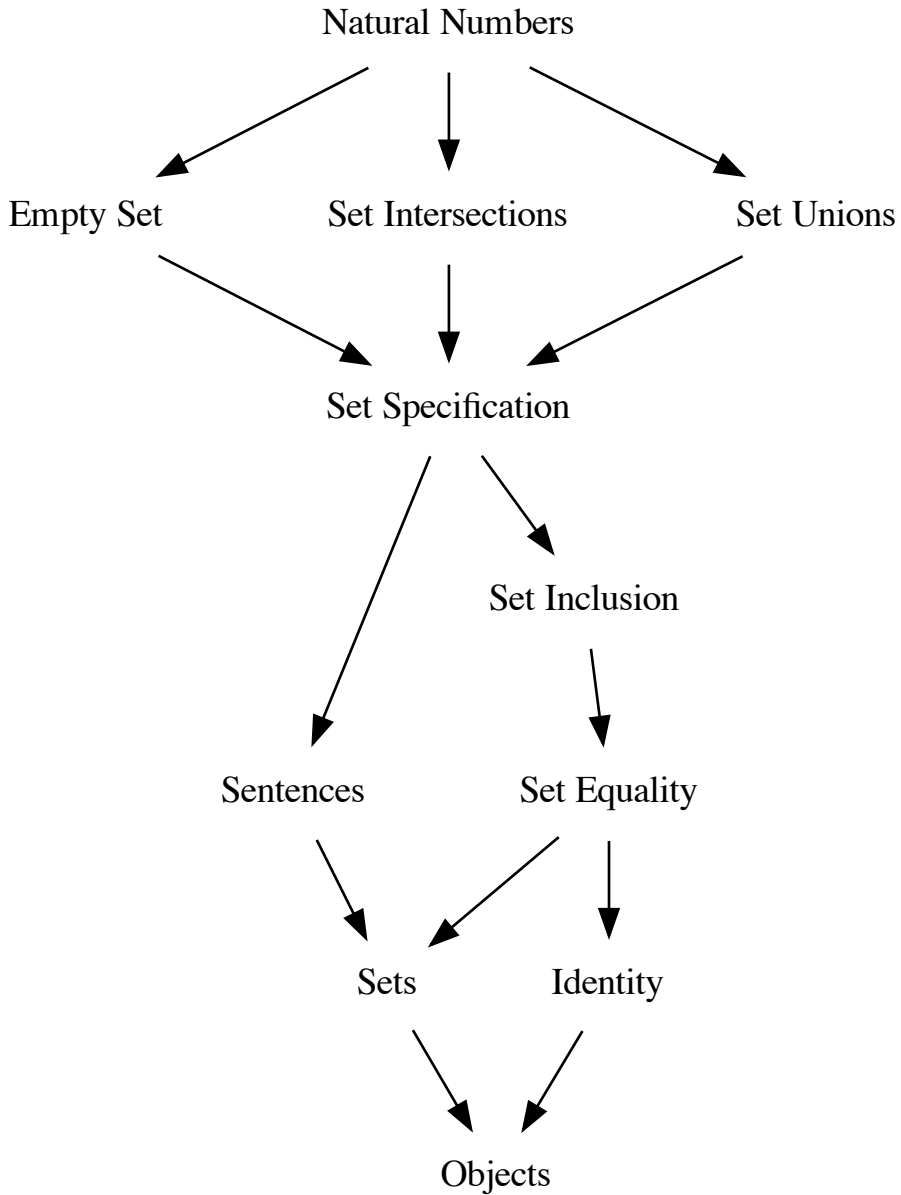 Natural Numbers
Empty Set
Set Intersections
Set Unions
Set Specification
Set Inclusion
Sentences
Set Equality
Sets
Identity
Objects